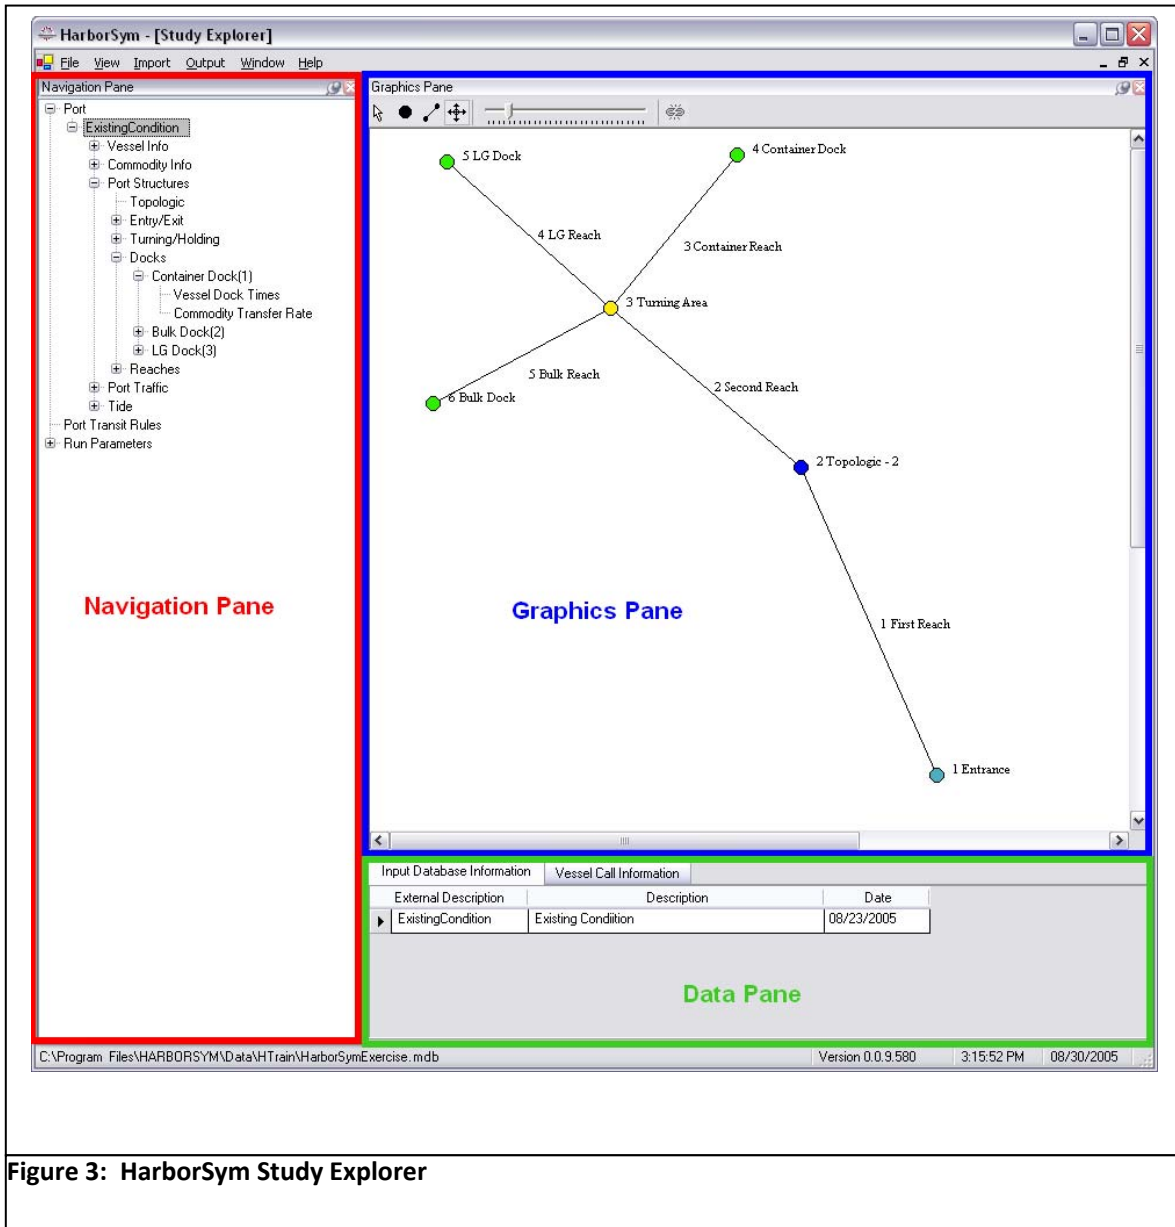 HarborSym - [Study Explorer]
File View Import Output Window Help
Navigation Pane
Port
ExistingCondition
Vessel Info
Commodity Info
Port Structures
Topologic
Entry/Exit
Turning/Holding
Docks
Container Dock(1)
Vessel Dock Times
Commodity Transfer Rate
Bulk Dock(2)
LG Dock(3)
Reaches
Port Traffic
Tide
Port Transit Rules
Run Parameters
Navigation Pane
Graphics Pane
5 LG Dock
4 Container Dock
4 LG Reach
3 Container Reach
3 Turning Area
5 Bulk Reach
2 Second Reach
6 Bulk Dock
2 Topologic - 2
Graphics Pane
1 First Reach
1 Entrance
Input Database Information Vessel Call Information
External Description Description Date
ExistingCondition Existing Condiition 08/23/2005
Data Pane
C:\Program Files\HARBORSYM\Data\HTrain\HarborSymExercise.mdb Version 0.0.9.580 3:15:52 PM 08/30/2005
Figure 3: HarborSym Study Explorer